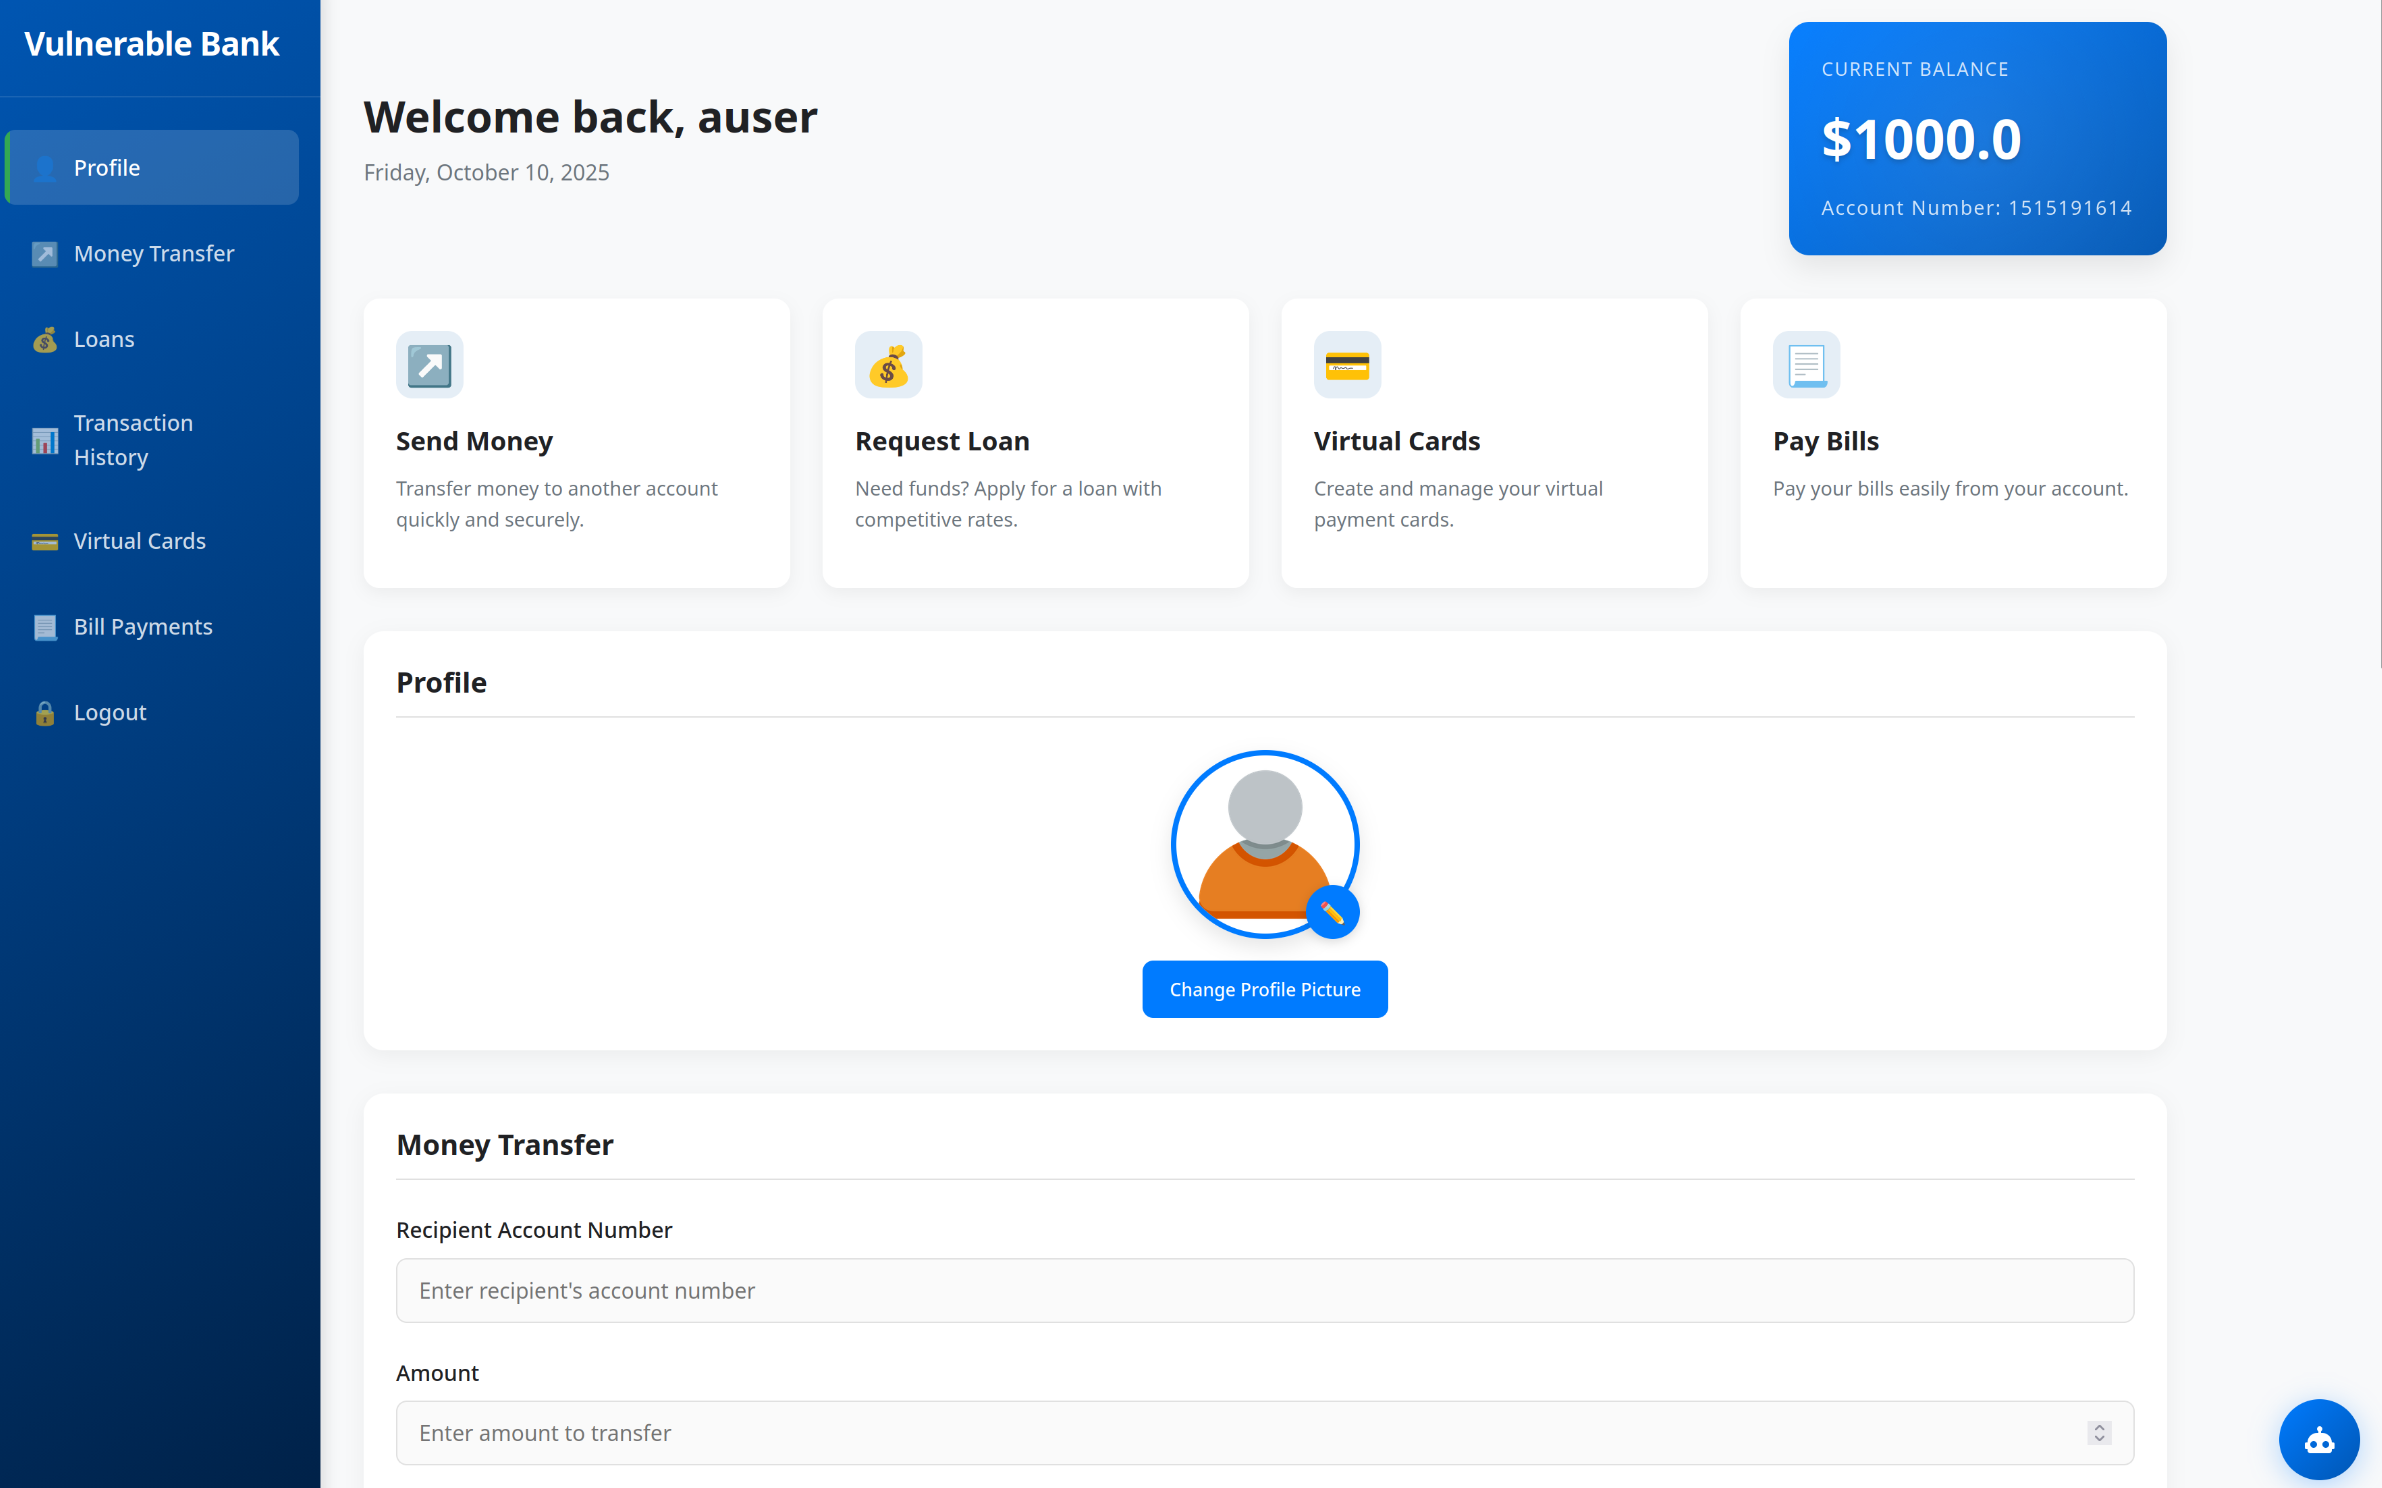 Vulnerable Bank
Profile
Money Transfer
Loans
Transaction
History
Virtual Cards
Bill Payments
Logout
Welcome back, auser
Friday, October 10, 2025
CURRENT BALANCE
$1000.0
Account Number: 1515191614
Send Money
Transfer money to another account
quickly and securely.
Request Loan
Need funds? Apply for a loan with
competitive rates.
Virtual Cards
Create and manage your virtual
payment cards.
Pay Bills
Pay your bills easily from your account.
Profile
Change Profile Picture
Money Transfer
Recipient Account Number
Enter recipient's account number
Amount
Enter amount to transfer